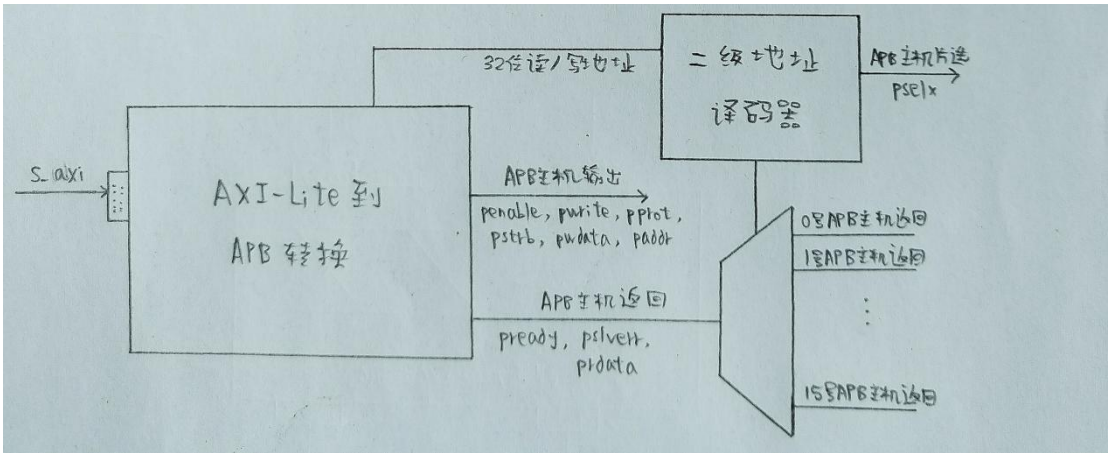 32位读/写地址
二级地址
译码器
APB主机片选
pselx
s_axi
AXI-Lite到
APB转换
APB主机输出
penable, pwrite, pprot,
pstrb, pwdata, paddr
APB主机返回
pready, pslverr,
prdata
0号APB主机返回
1号APB主机返回
⋮
15号APB主机返回